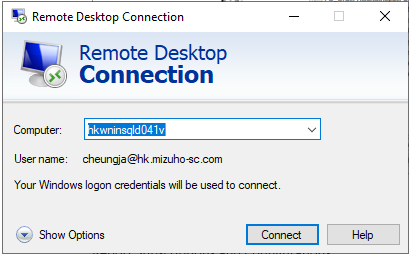 Remote Desktop Connection
Remote Desktop
Connection
Computer:
hkwninsqld041v
User name:
cheungja@hk.mizuho-sc.com
Your Windows logon credentials will be used to connect.
Show Options
Connect
Help